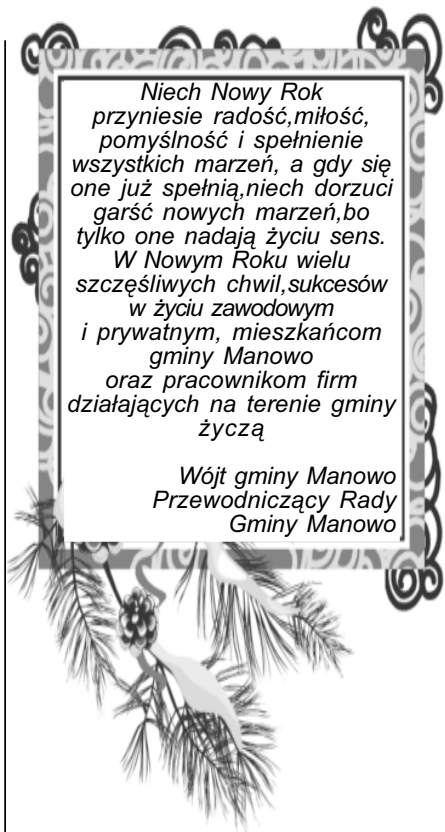 Niech Nowy Rok
przyniesie radość,miłość,
pomyślność i spełnienie
wszystkich marzeń, a gdy się
one już spełnią,niech dorzuci
garść nowych marzeń,bo
tylko one nadają życiu sens.
W Nowym Roku wielu
szczęśliwych chwil,sukcesów
w życiu zawodowym
i prywatnym, mieszkańcom
gminy Manowo
oraz pracownikom firm
działających na terenie gminy
życzą
Wójt gminy Manowo
Przewodniczący Rady
Gminy Manowo